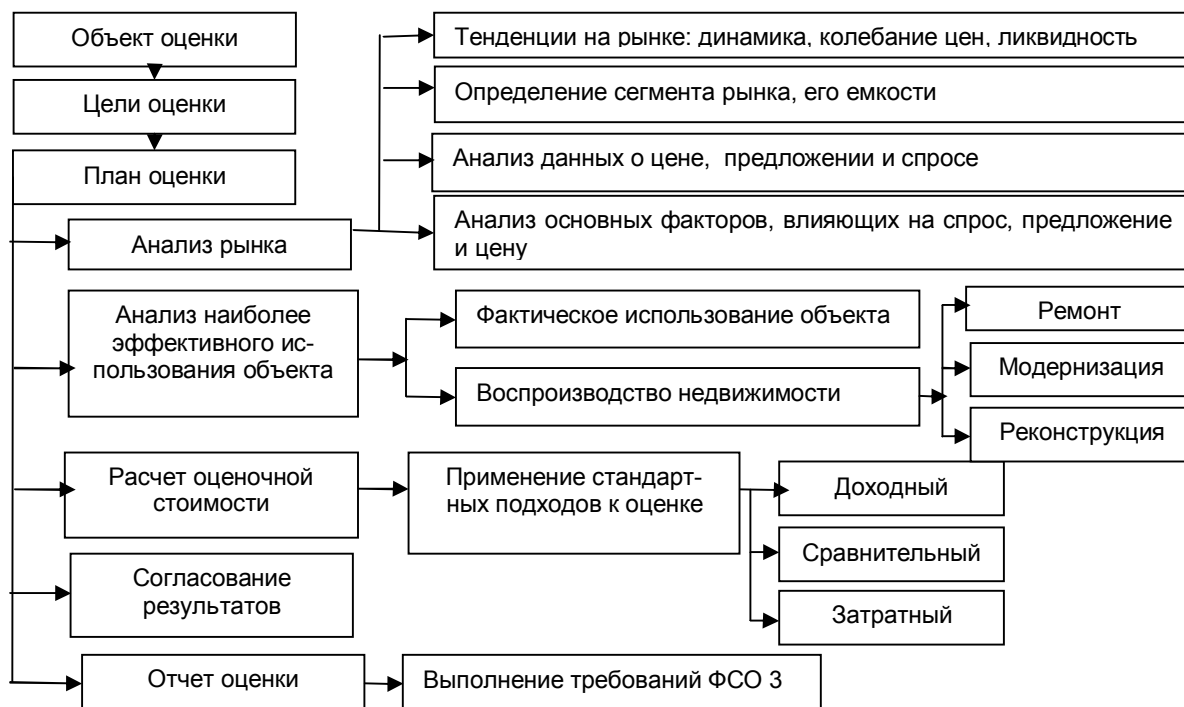 Объект оценки
Цели оценки
План оценки
Тенденции на рынке: динамика, колебание цен, ликвидность
Определение сегмента рынка, его емкости
Анализ данных о цене, предложении и спросе
Анализ рынка
Анализ основных факторов, влияющих на спрос, предложение
и цену
Анализ наиболее
эффективного ис-
пользования объекта
Фактическое использование объекта
Воспроизводство недвижимости
Ремонт
Модернизация
Реконструкция
Расчет оценочной
стоимости
Применение стандарт-
ных подходов к оценке
Доходный
Сравнительный
Затратный
Согласование
результатов
Отчет оценки
Выполнение требований ФСО 3